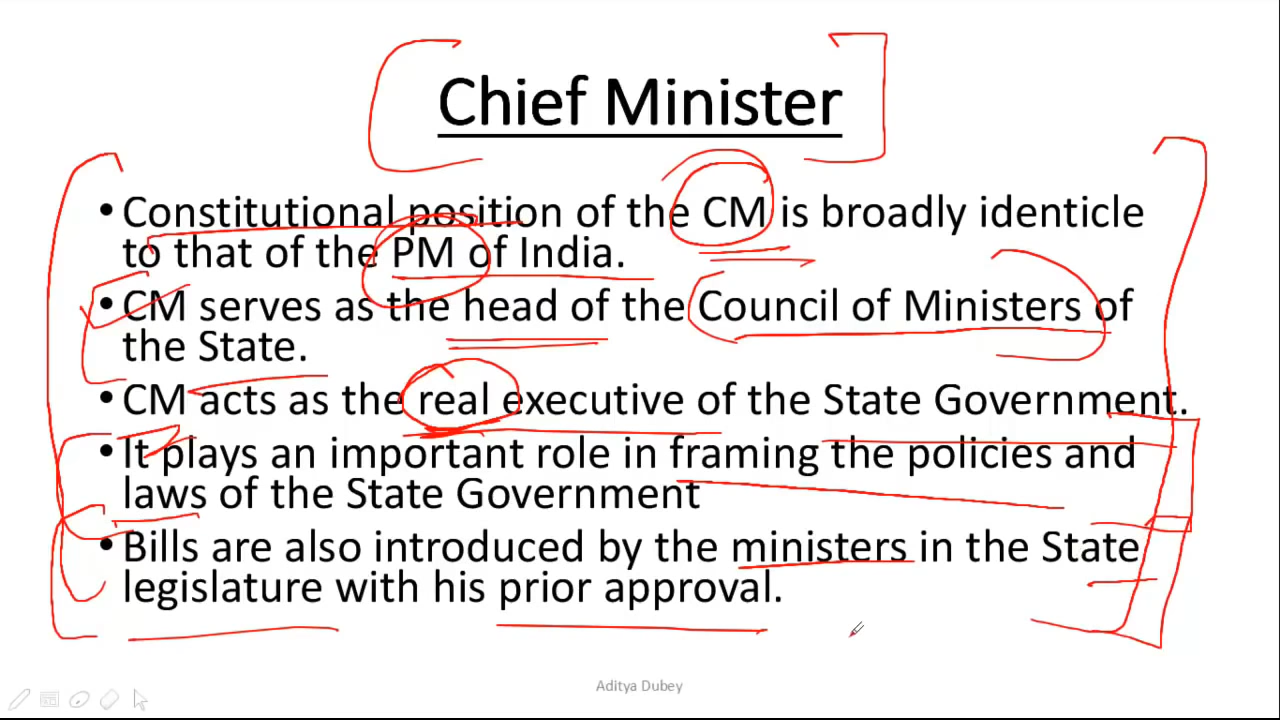 Chief Minister
• Constitutional position of the CM is broadly identicle
to that of the PM of India.
• CM serves as the head of the Council of Ministers of
the State.
• CM acts as the real executive of the State Government.
• It plays an important role in framing the policies and
laws of the State Government
• Bills are also introduced by the ministers in the State
legislature with his prior approval.
Aditya Dubey